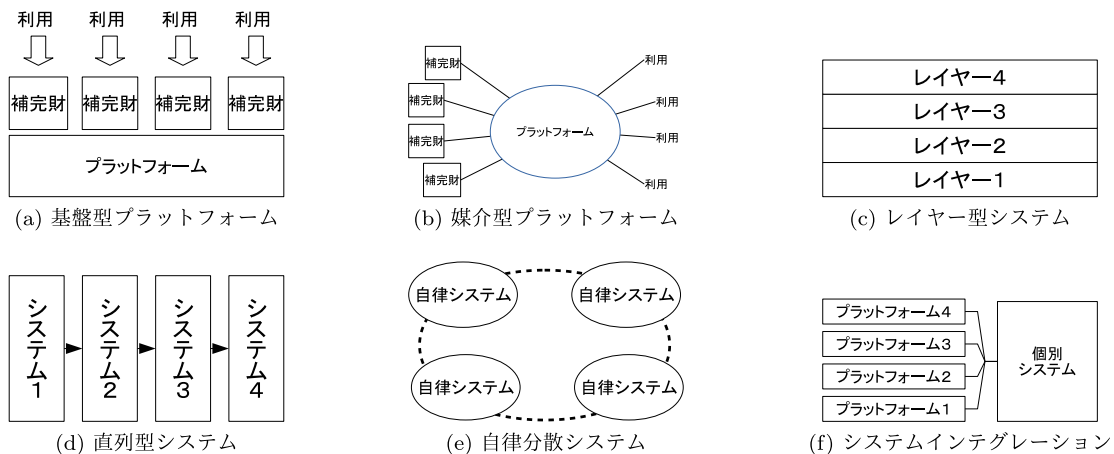 利用 利用 利用 利用
補完財 補完財 補完財 補完財
プラットフォーム
(a) 基盤型プラットフォーム
補完財
補完財
補完財
補完財
プラットフォーム
利用
利用
利用
利用
(b) 媒介型プラットフォーム
レイヤー4
レイヤー3
レイヤー2
レイヤー1
(c) レイヤー型システム
システム1
システム2
システム3
システム4
(d) 直列型システム
自律システム 自律システム
自律システム 自律システム
(e) 自律分散システム
プラットフォーム4
プラットフォーム3
プラットフォーム2
プラットフォーム1
個別
システム
(f) システムインテグレーション